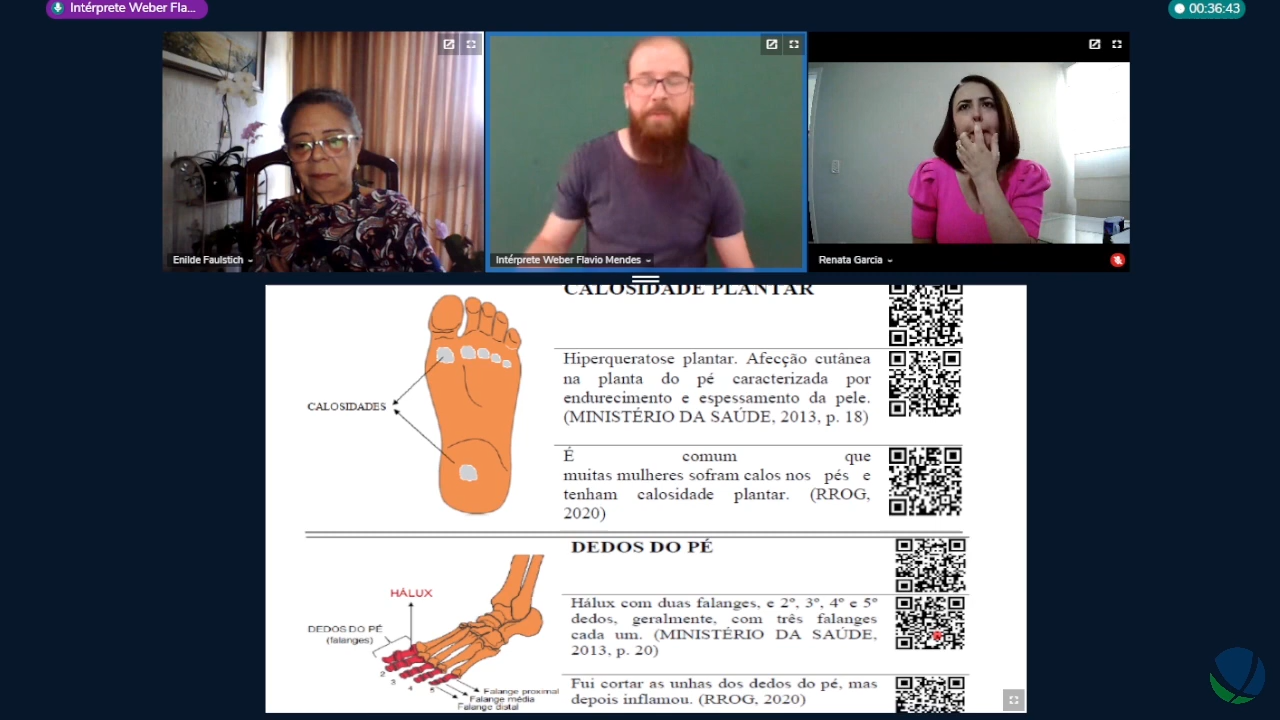 Intérprete Weber Fla...
00:36:43
Enilde Faulstich
Intérprete Weber Flavio Mendes
Renata Garcia
CALOSIDADE PLANTAR
Hiperqueratose plantar. Afecção cutânea
na planta do pé caracterizada por
endurecimento e espessamento da pele.
(MINISTÉRIO DA SAÚDE, 2013, p. 18)
CALOSIDADES
É comum que
muitas mulheres sofram calos nos pés e
tenham calosidade plantar. (RROG,
2020)
DEDOS DO PÉ
HÁLUX
DEDOS DO PÉ
(falanges)
2
3
4
5
Falange proximal
Falange média
Falange distal
Hálux com duas falanges, e 2º, 3º, 4º e 5º
dedos, geralmente, com três falanges
cada um. (MINISTÉRIO DA SAÚDE,
2013, p. 20)
Fui cortar as unhas dos dedos do pé, mas
depois inflamou. (RROG, 2020)